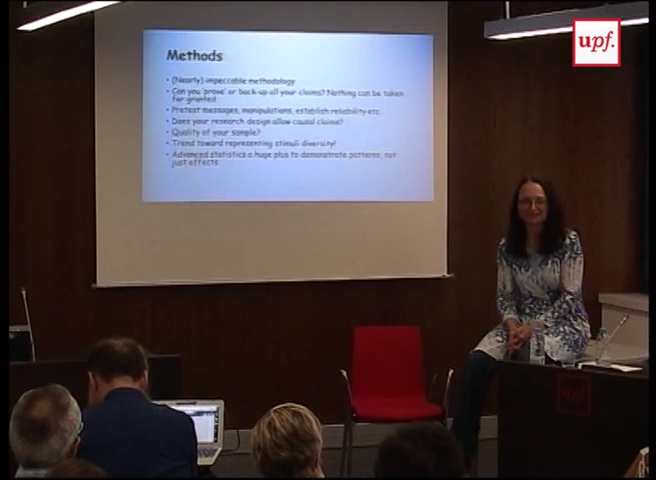 upf.
Methods
• (Nearly) impeccable methodology
• Can you 'prove' or back-up all your claims? Nothing can be taken
for granted
• Pretest messages, manipulations, establish reliability etc.
• Does your research design allow causal claims?
• Quality of your sample?
• Trend toward representing stimuli diversity!
• Advanced statistics a huge plus to demonstrate patterns, not
just effects
upf.